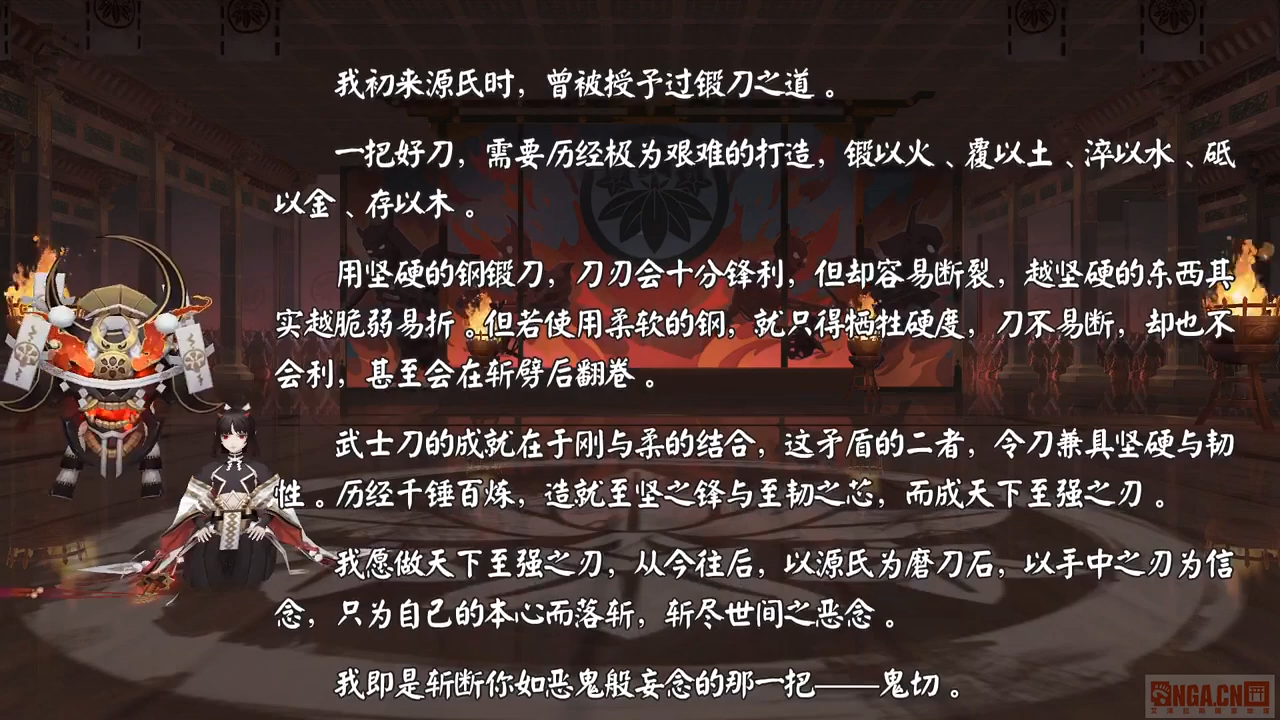 我初来源氏时，曾被授予过锻刀之道。
一把好刀，需要历经极为艰难的打造，锻以火、覆以土、淬以水、砥
以金、存以木。
用坚硬的钢锻刀，刀刃会十分锋利，但却容易断裂，越坚硬的东西其
实越脆弱易折。但若使用柔软的钢，就只得牺牲硬度，刀不易断，却也不
会利，甚至会在斩劈后翻卷。
武士刀的成就在于刚与柔的结合，这矛盾的二者，令刀兼具坚硬与韧
性。历经千锤百炼，造就至坚之锋与至韧之芯，而成天下至强之刃。
我愿做天下至强之刃，从今往后，以源氏为磨刀石，以手中之刃为信
念，只为自己的本心而落斩，斩尽世间之恶念。
我即是斩断你如恶鬼般妄念的那一把——鬼切。
NGA.CN